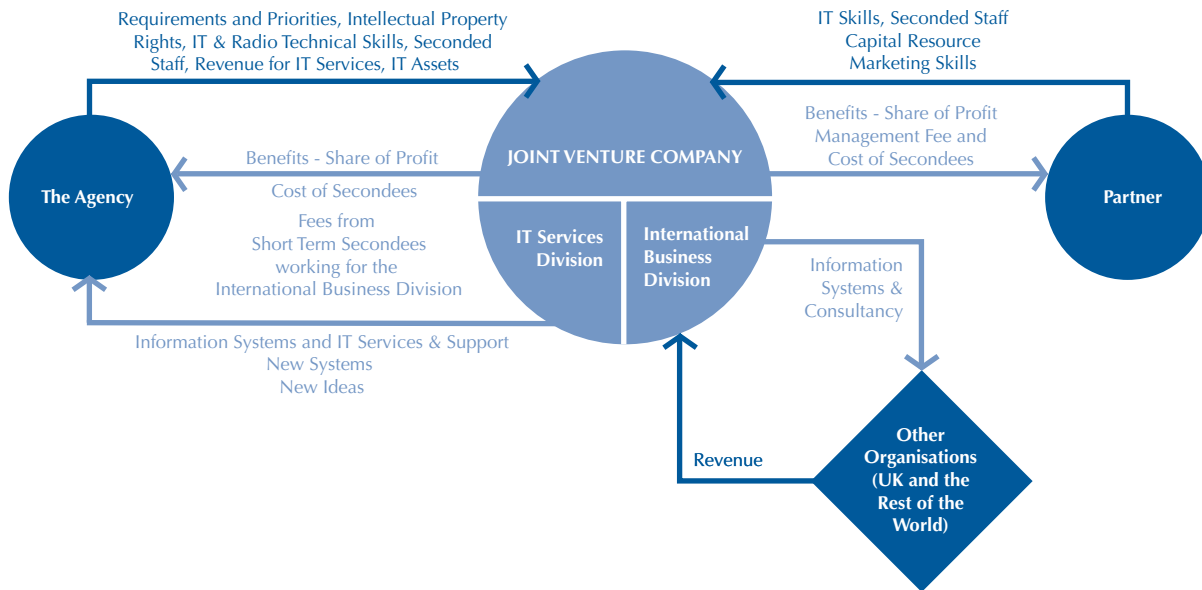 Requirements and Priorities, Intellectual Property
Rights, IT & Radio Technical Skills, Seconded
Staff, Revenue for IT Services, IT Assets
IT Skills, Seconded Staff
Capital Resource
Marketing Skills
The Agency
Benefits - Share of Profit
Cost of Secondees
Fees from
Short Term Secondees
working for the
International Business Division
JOINT VENTURE COMPANY
IT Services
Division
International
Business
Division
Benefits - Share of Profit
Management Fee and
Cost of Secondees
Partner
Information Systems and IT Services & Support
New Systems
New Ideas
Information
Systems &
Consultancy
Revenue
Other
Organisations
(UK and the
Rest of the
World)